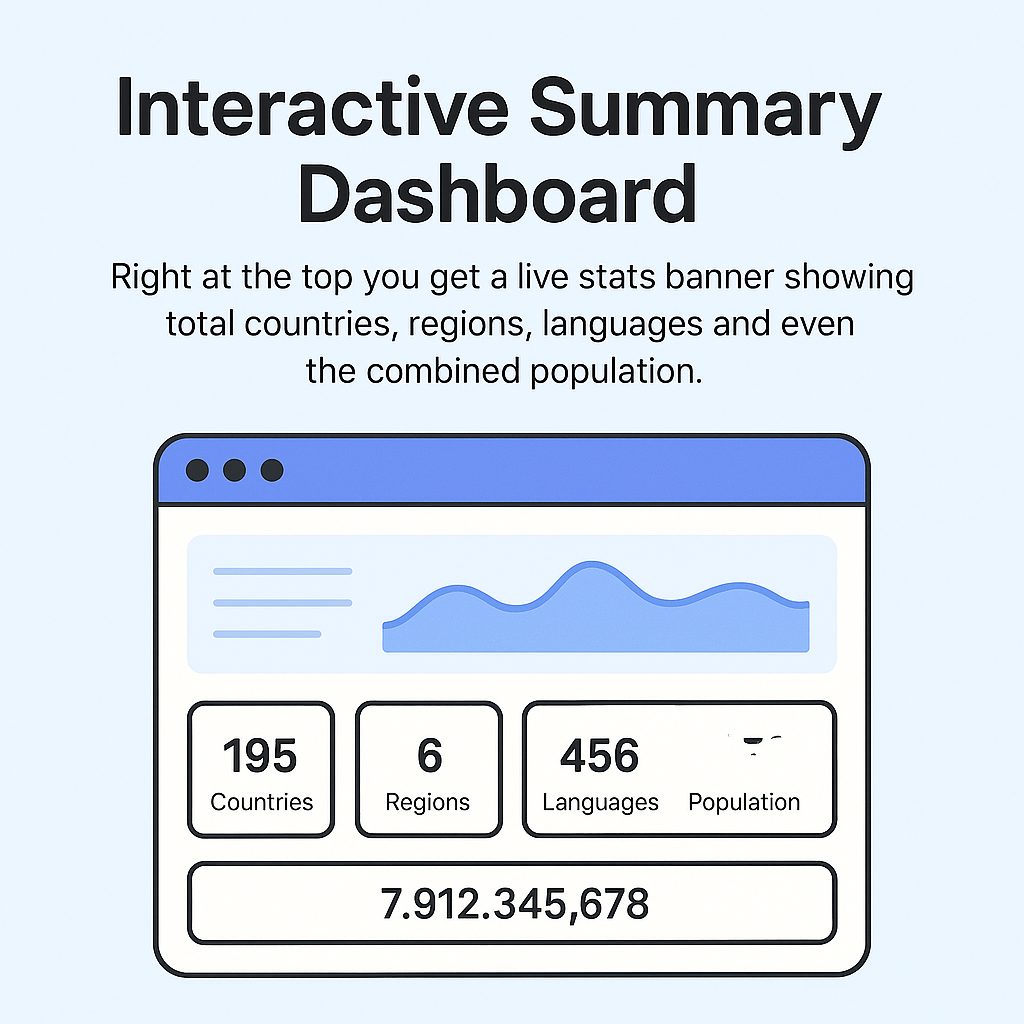 Interactive Summary
Dashboard
Right at the top you get a live stats banner showing
total countries, regions, languages and even
the combined population.
195
Countries
6
Regions
456
Languages
Population
7.912.345,678